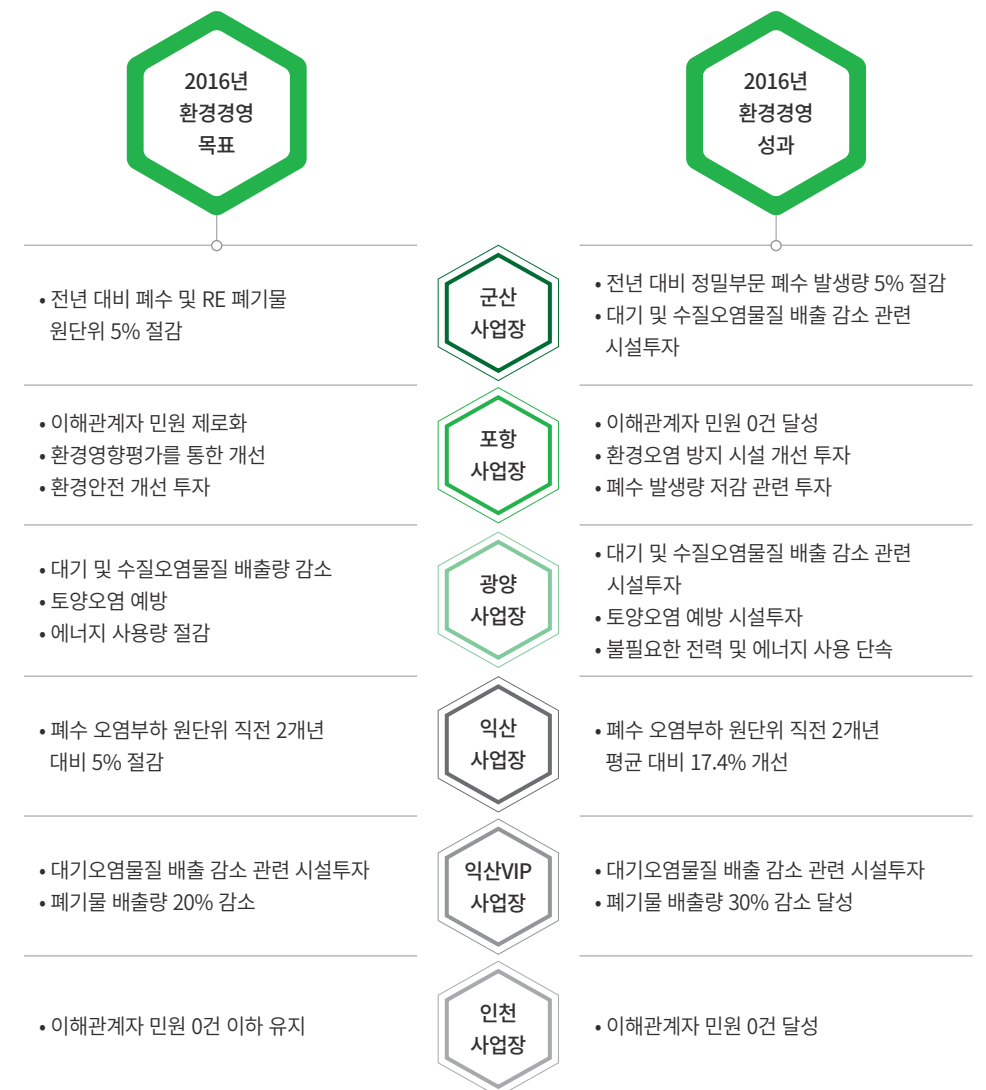 2016년
환경경영
목표
2016년
환경경영
성과
• 전년 대비 폐수 및 RE 폐기물
원단위 5% 절감
군산
사업장
• 전년 대비 정밀부문 폐수 발생량 5% 절감
• 대기 및 수질오염물질 배출 감소 관련
시설투자
• 이해관계자 민원 제로화
• 환경영향평가를 통한 개선
• 환경안전 개선 투자
포항
사업장
• 이해관계자 민원 0건 달성
• 환경오염 방지 시설 개선 투자
• 폐수 발생량 저감 관련 투자
• 대기 및 수질오염물질 배출량 감소
• 토양오염 예방
• 에너지 사용량 절감
광양
사업장
• 대기 및 수질오염물질 배출 감소 관련
시설투자
• 토양오염 예방 시설투자
• 불필요한 전력 및 에너지 사용 단속
• 폐수 오염부하 원단위 직전 2개년
대비 5% 절감
익산
사업장
• 폐수 오염부하 원단위 직전 2개년
평균 대비 17.4% 개선
• 대기오염물질 배출 감소 관련 시설투자
• 폐기물 배출량 20% 감소
익산VIP
사업장
• 대기오염물질 배출 감소 관련 시설투자
• 폐기물 배출량 30% 감소 달성
• 이해관계자 민원 0건 이하 유지
인천
사업장
• 이해관계자 민원 0건 달성